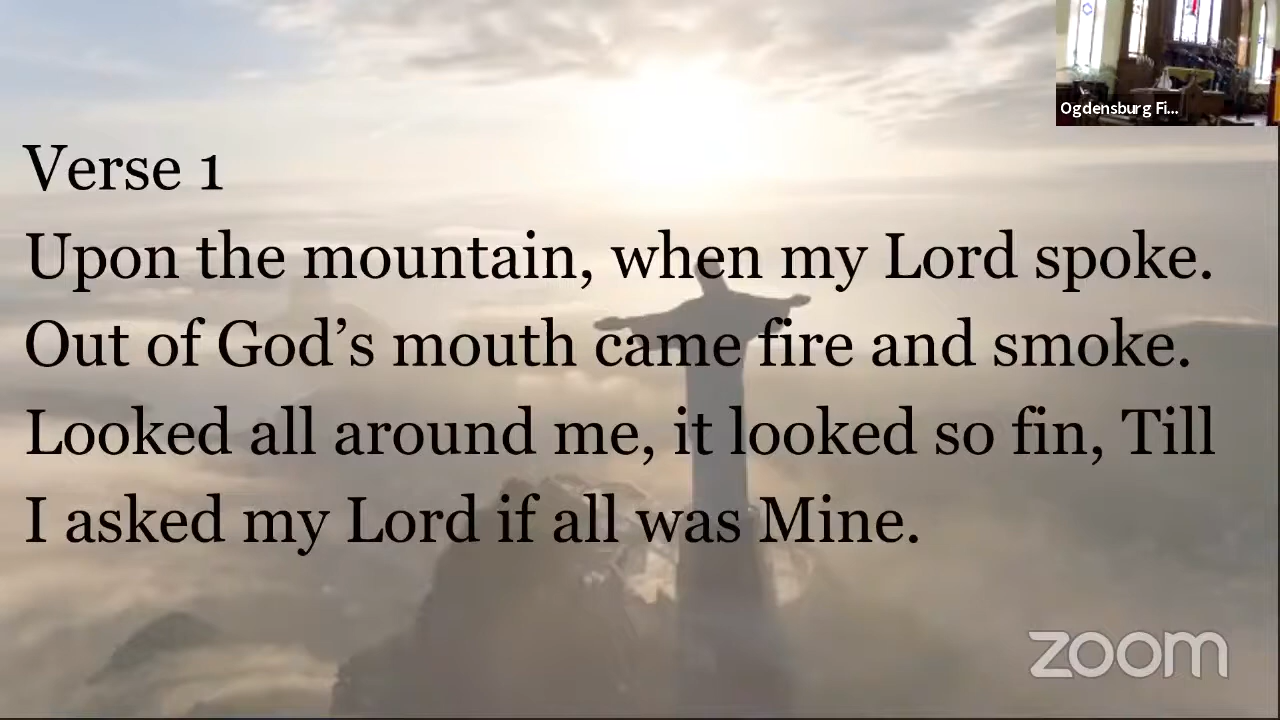 Ogdensburg Fi...
Verse 1
Upon the mountain, when my Lord spoke.
Out of God’s mouth came fire and smoke.
Looked all around me, it looked so fin, Till
I asked my Lord if all was Mine.
zoom